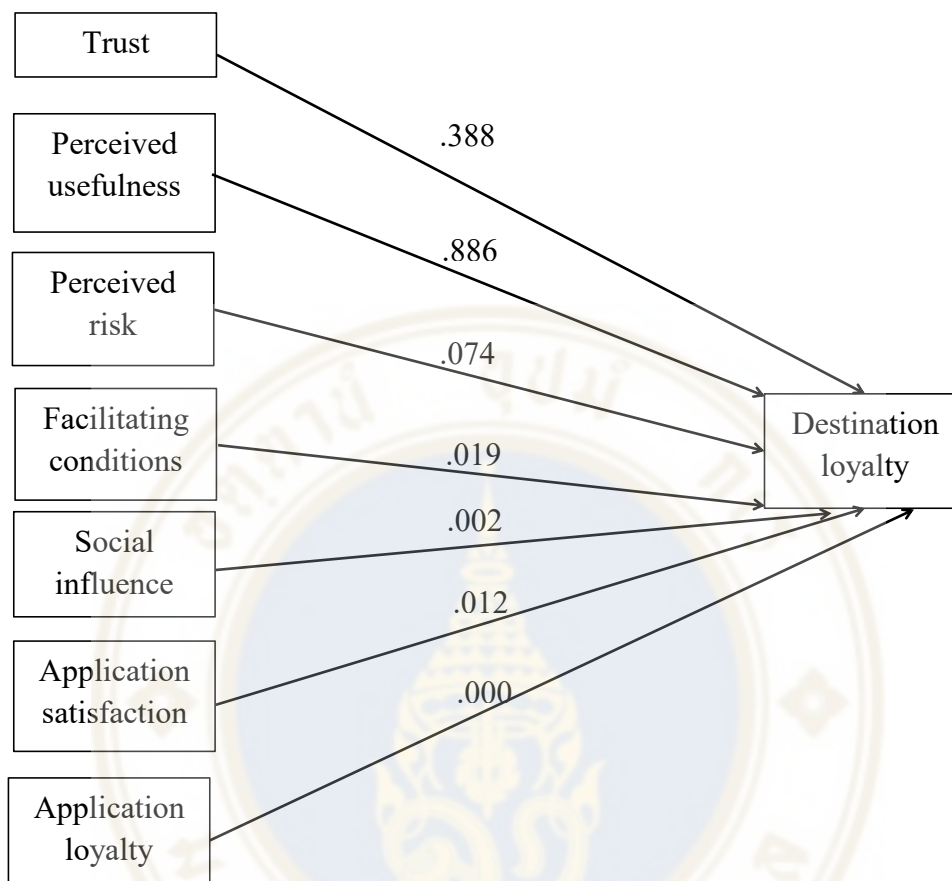 Trust
.388
Perceived
usefulness
.886
Perceived
risk
.074
Facilitating
conditions
.019
Social
influence
.002
Application
satisfaction
.012
Application
loyalty
.000
Destination
loyalty